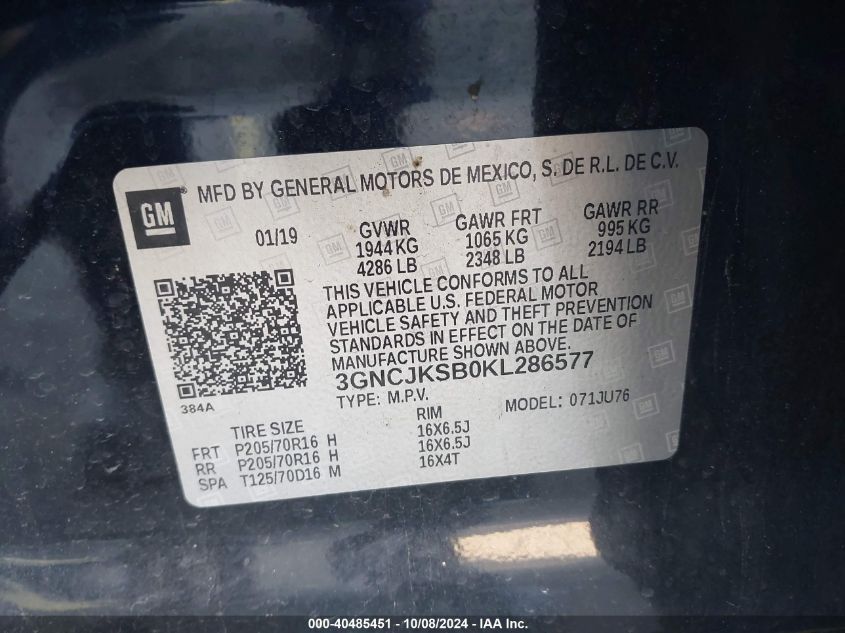 GM
MFD BY GENERAL MOTORS DE MEXICO, S. DE R.L. DE C.V.
01/19
GVWR
1944 KG
4286 LB
GAWR FRT
1065 KG
2348 LB
GAWR RR
995 KG
2194 LB
THIS VEHICLE CONFORMS TO ALL
APPLICABLE U.S. FEDERAL MOTOR
VEHICLE SAFETY AND THEFT PREVENTION
STANDARDS IN EFFECT ON THE DATE OF
MANUFACTURE SHOWN ABOVE.
3GNCJKSB0KL286577
TYPE: M.P.V.
MODEL: 071JU76
384A
TIRE SIZE RIM
FRT P205/70R16 H 16X6.5J
RR P205/70R16 H 16X6.5J
SPA T125/70D16 M 16X4T
000-40485451 - 10/08/2024 - IAA Inc.